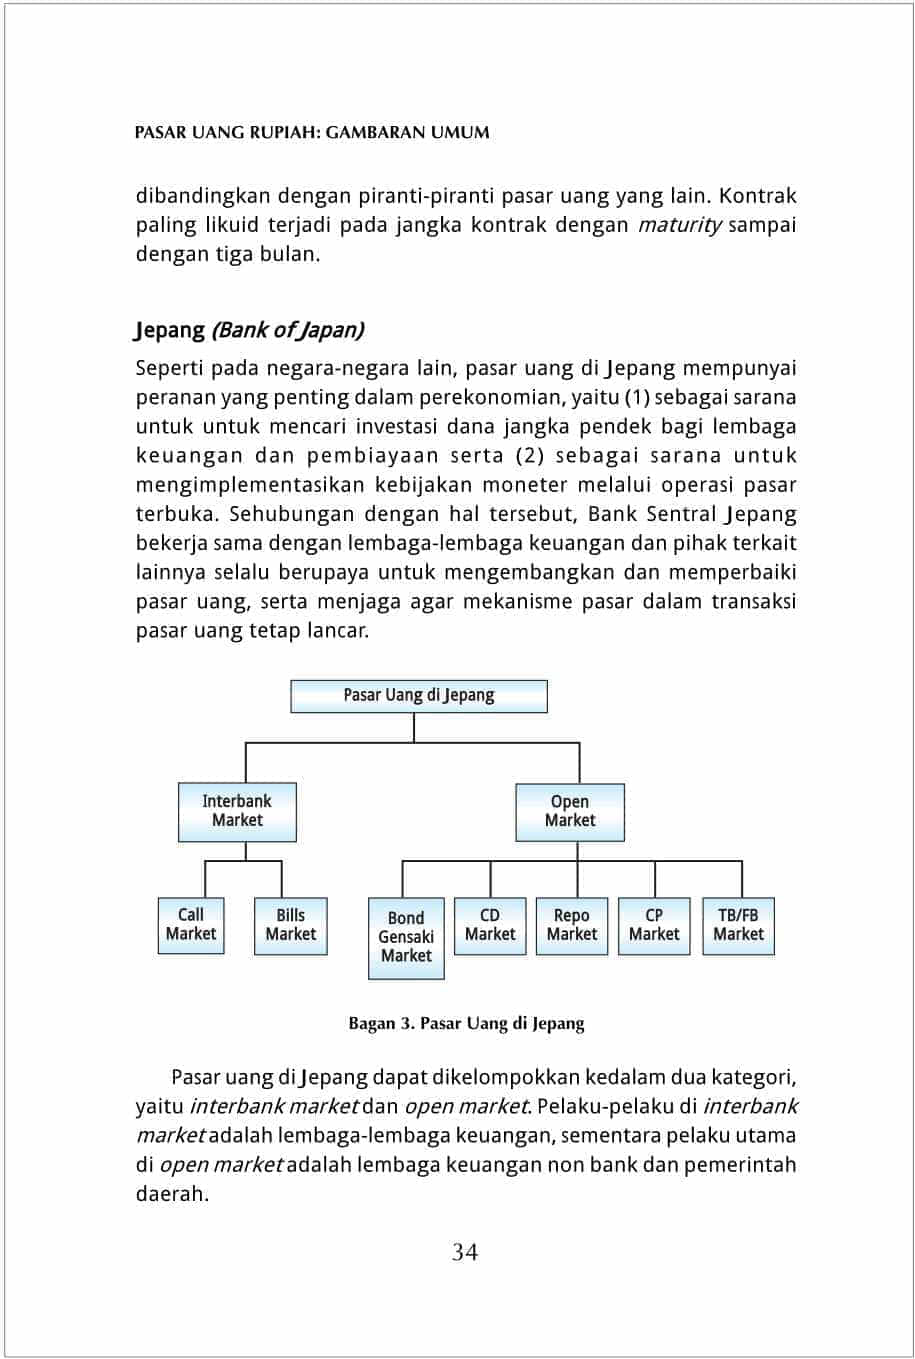 PASAR UANG RUPIAH: GAMBARAN UMUM
dibandingkan dengan piranti-piranti pasar uang yang lain. Kontrak
paling likuid terjadi pada jangka kontrak dengan maturity sampai
dengan tiga bulan.
Jepang (Bank of Japan)
Seperti pada negara-negara lain, pasar uang di Jepang mempunyai
peranan yang penting dalam perekonomian, yaitu (1) sebagai sarana
untuk untuk mencari investasi dana jangka pendek bagi lembaga
keuangan dan pembiayaan serta (2) sebagai sarana untuk
mengimplementasikan kebijakan moneter melalui operasi pasar
terbuka. Sehubungan dengan hal tersebut, Bank Sentral Jepang
bekerja sama dengan lembaga-lembaga keuangan dan pihak terkait
lainnya selalu berupaya untuk mengembangkan dan memperbaiki
pasar uang, serta menjaga agar mekanisme pasar dalam transaksi
pasar uang tetap lancar.
Pasar Uang di Jepang
Interbank
Market
Open
Market
Call
Market
Bills
Market
Bond
Gensaki
Market
CD
Market
Repo
Market
CP
Market
TB/FB
Market
Bagan 3. Pasar Uang di Jepang
Pasar uang di Jepang dapat dikelompokkan kedalam dua kategori,
yaitu interbank market dan open market. Pelaku-pelaku di interbank
market adalah lembaga-lembaga keuangan, sementara pelaku utama
di open market adalah lembaga keuangan non bank dan pemerintah
daerah.
34